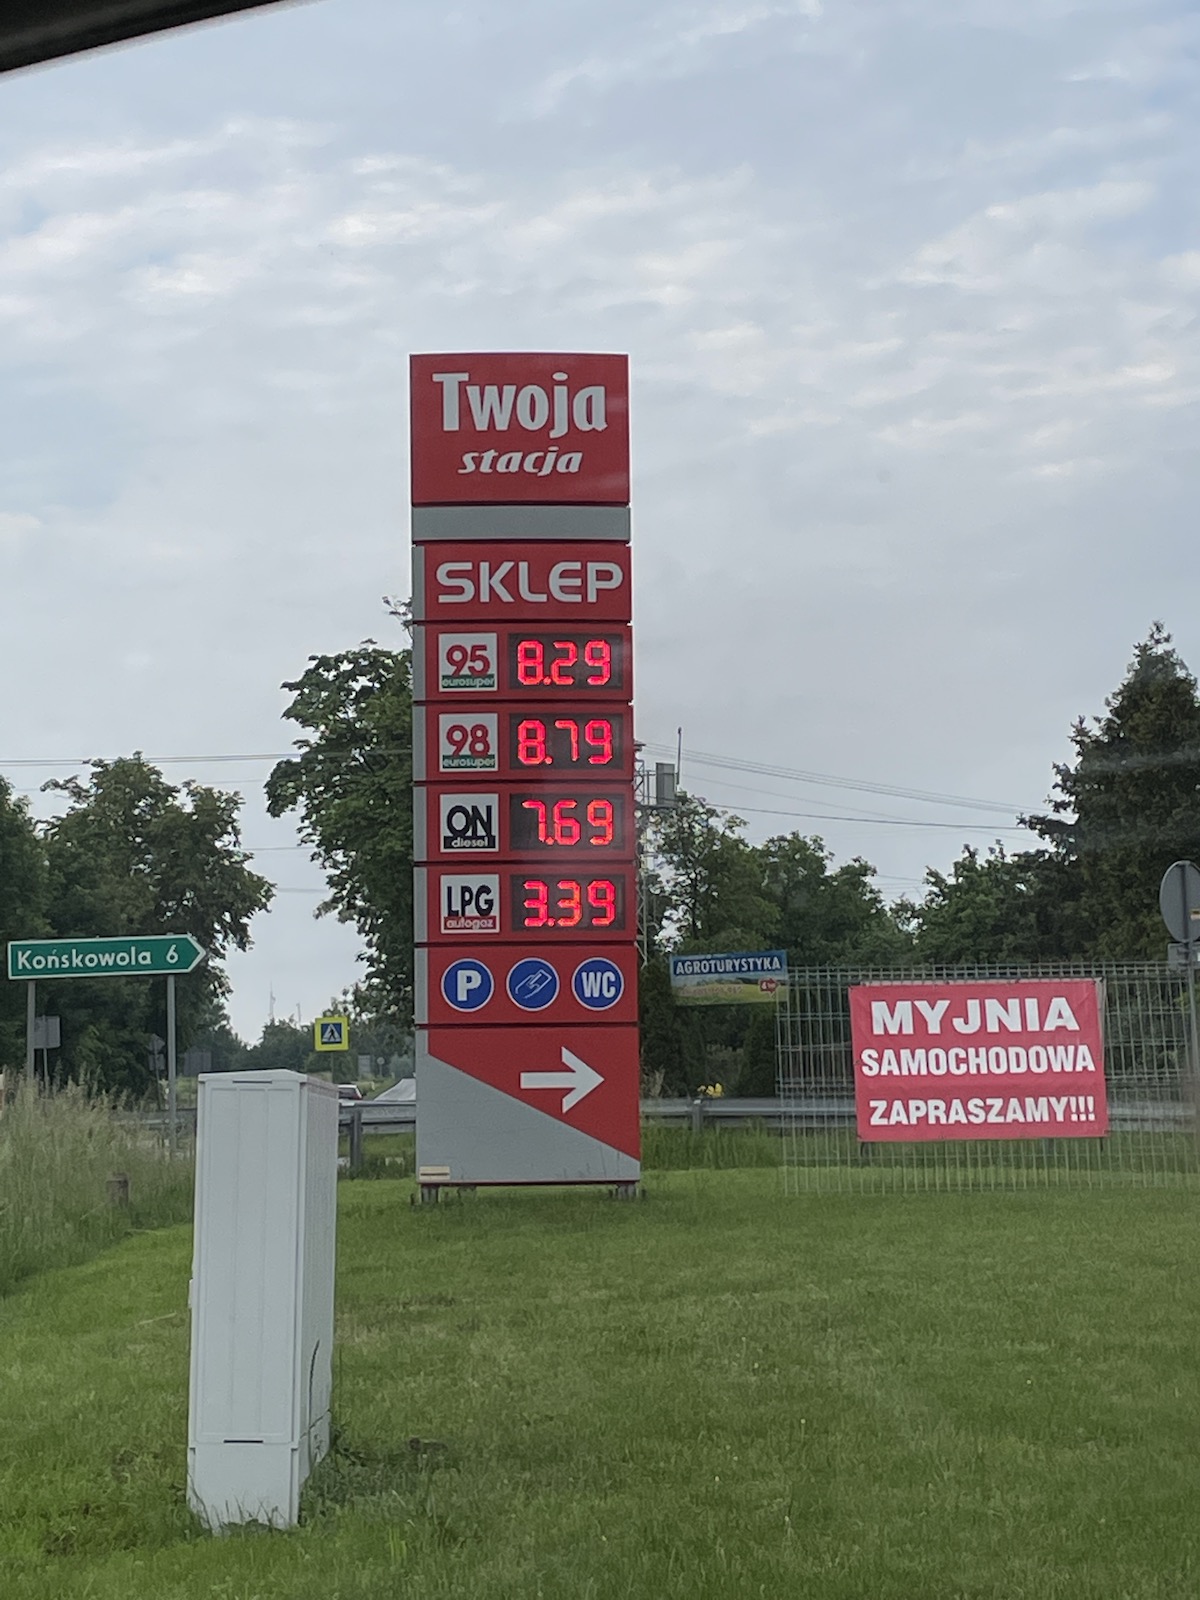 Twoja
stacja
SKLEP
95 8.29
eurosuper
98 8.79
eurosuper
ON 7.69
diesel
LPG 3.39
autogaz
P WC
Końskowola 6
AGROTURYSTYKA
MYJNIA
SAMOCHODOWA
ZAPRASZAMY!!!